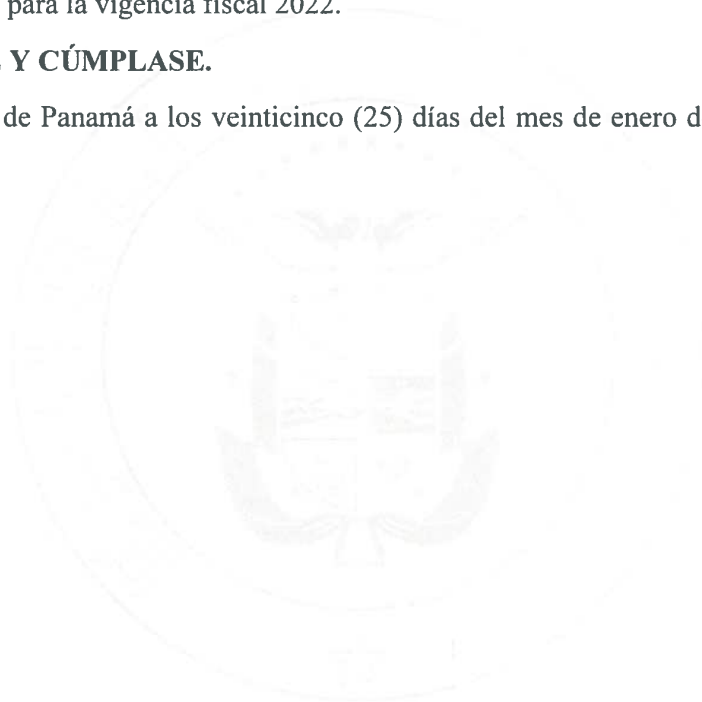 para la vigencia fiscal 2022.
Y CÚMPLASE.
de Panamá a los veinticinco (25) días del mes de enero d